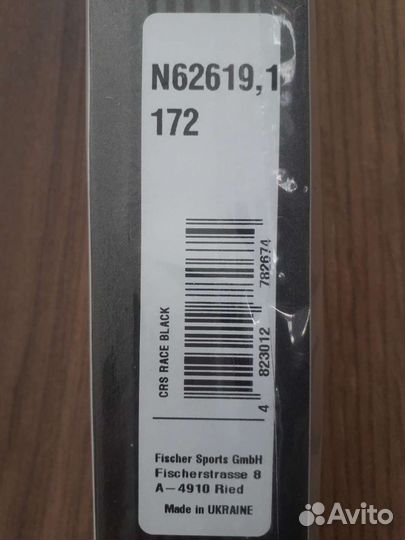 N62619,1
172
CRS RACE BLACK
4 823012 782674
Fischer Sports GmbH
Fischerstrasse 8
A-4910 Ried
Made in UKRAINE
Avito